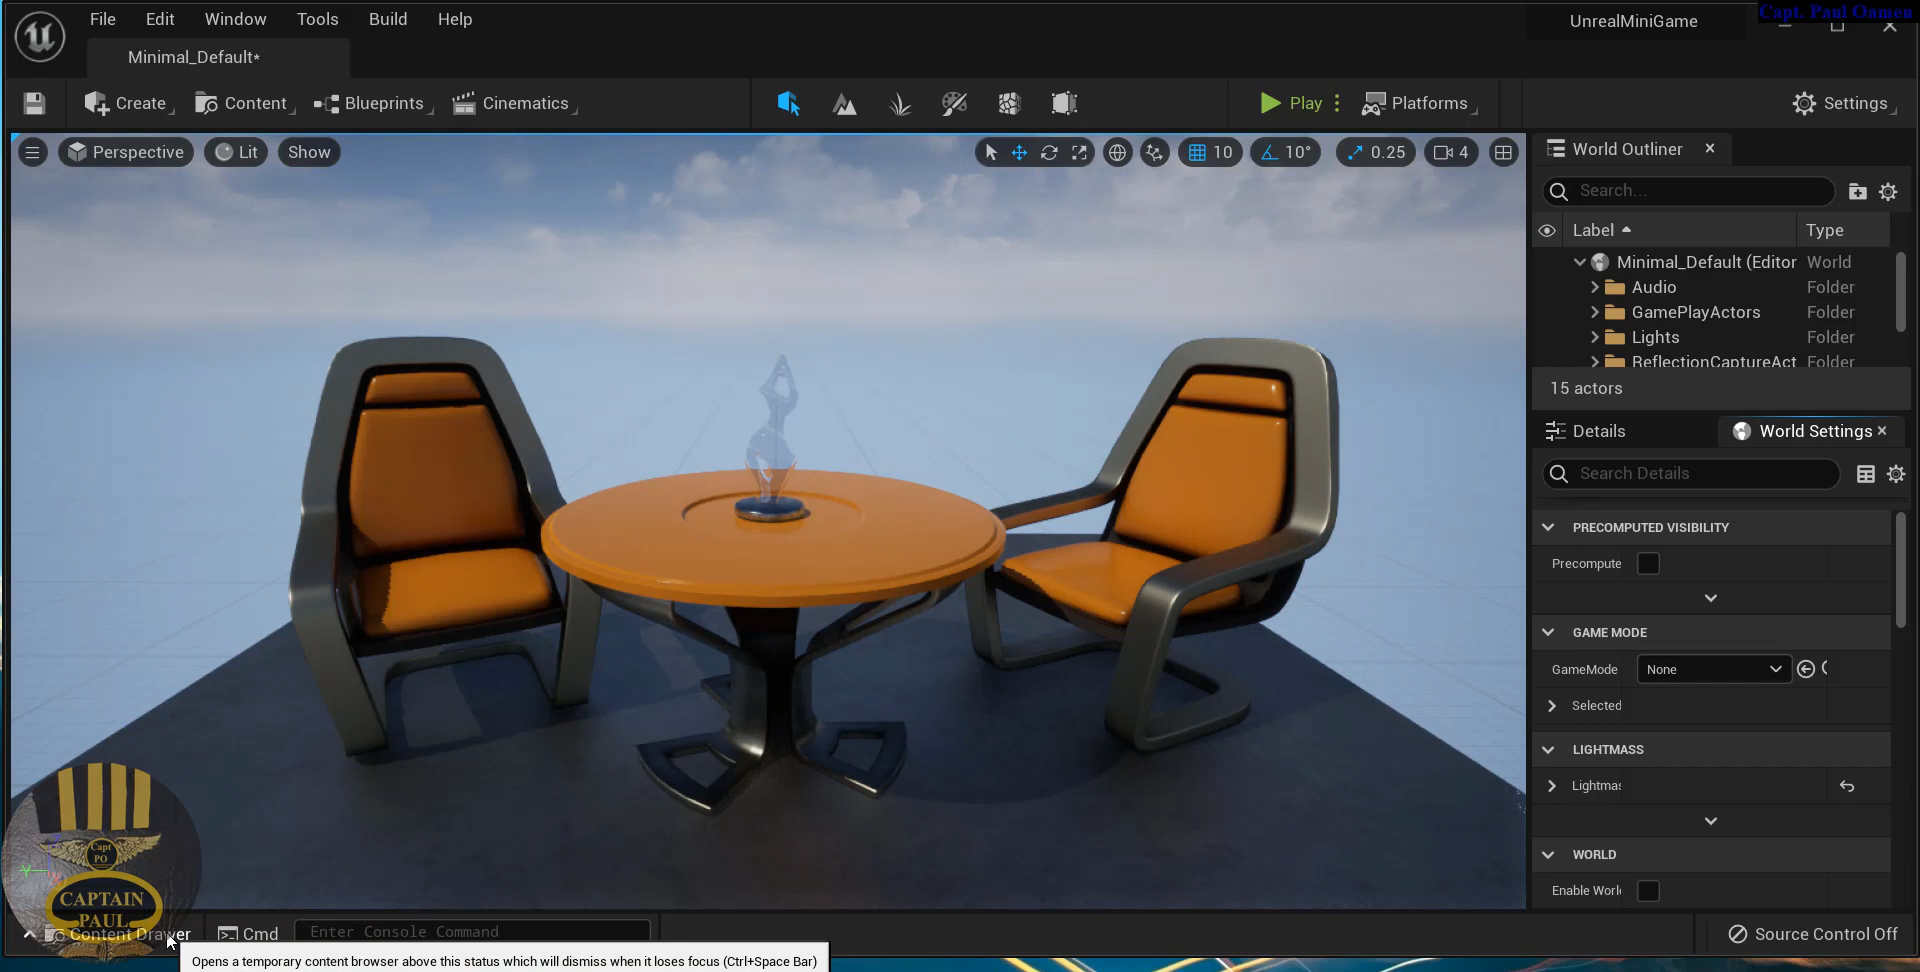 File Edit Window Tools Build Help
UnrealMiniGame
Capt. Paul Oamen
Minimal_Default*
Create Content Blueprints Cinematics
Play Platforms
Settings
Perspective Lit Show
10 10° 0.25 4
World Outliner
Search...
Label Type
Minimal_Default (Editor World
Audio Folder
GamePlayActors Folder
Lights Folder
ReflectionCaptureAct Folder
15 actors
Details World Settings
Search Details
PRECOMPUTED VISIBILITY
Precompute
GAME MODE
GameMode None
Selected
LIGHTMASS
Lightmas
WORLD
Enable Worl
Capt
PO
CAPTAIN
PAUL
Content Drawer Cmd Enter Console Command
Source Control Off
Opens a temporary content browser above this status which will dismiss when it loses focus (Ctrl+Space Bar)